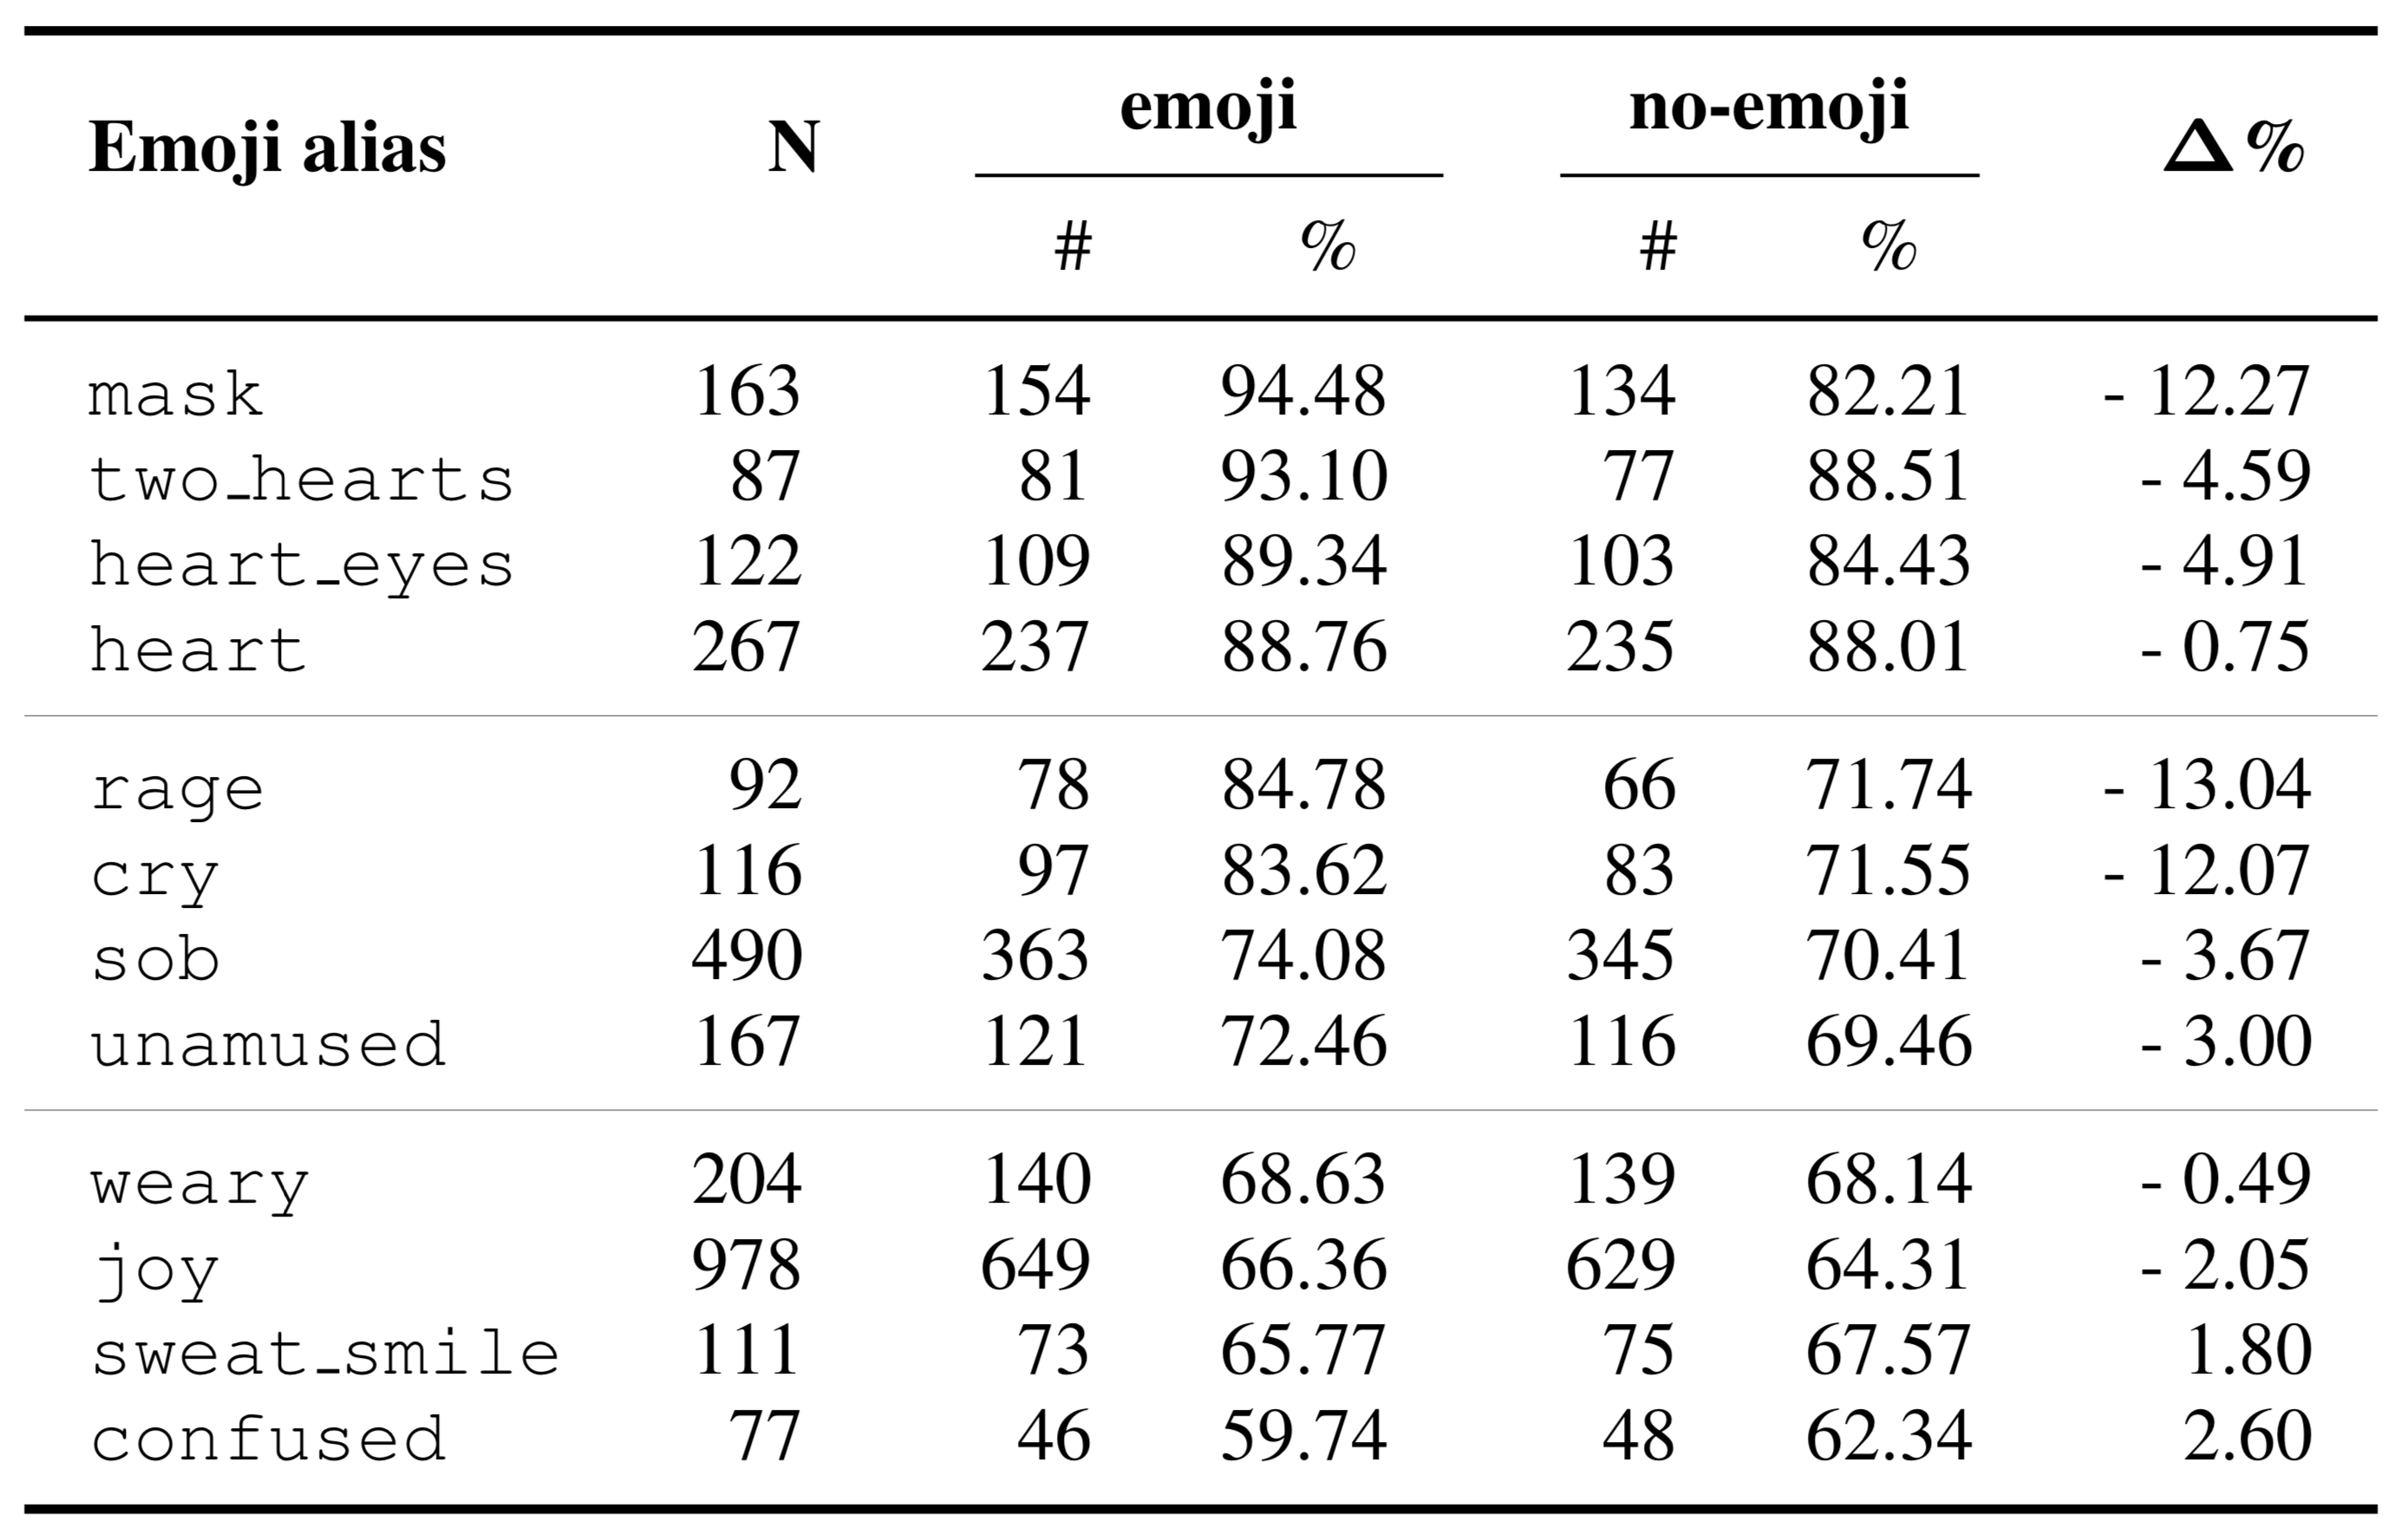 Emoji alias N emoji no-emoji Δ%
# % # %
mask 163 154 94.48 134 82.21 - 12.27
two_hearts 87 81 93.10 77 88.51 - 4.59
heart_eyes 122 109 89.34 103 84.43 - 4.91
heart 267 237 88.76 235 88.01 - 0.75
rage 92 78 84.78 66 71.74 - 13.04
cry 116 97 83.62 83 71.55 - 12.07
sob 490 363 74.08 345 70.41 - 3.67
unamused 167 121 72.46 116 69.46 - 3.00
weary 204 140 68.63 139 68.14 - 0.49
joy 978 649 66.36 629 64.31 - 2.05
sweat_smile 111 73 65.77 75 67.57 1.80
confused 77 46 59.74 48 62.34 2.60